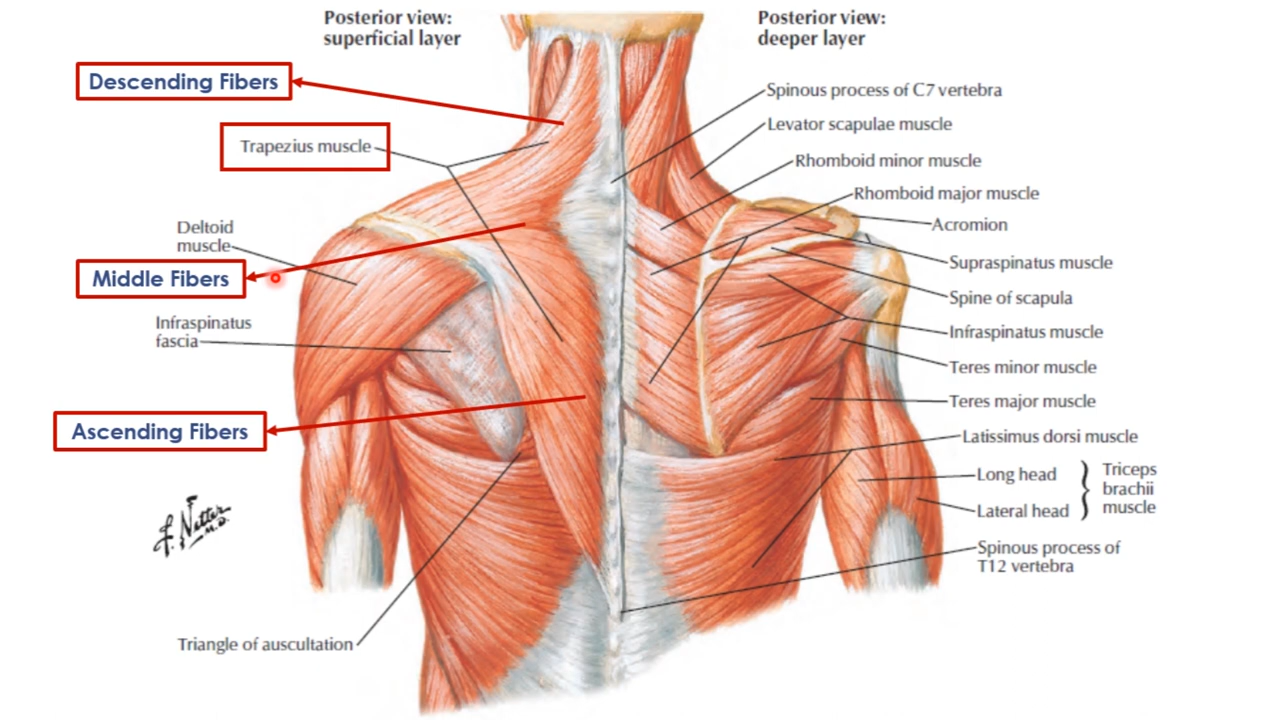 Posterior view:
superficial layer
Posterior view:
deeper layer
Descending Fibers
Trapezius muscle
Deltoid
muscle
Middle Fibers
Infraspinatus
fascia
Ascending Fibers
F. Netter
M.D.
Triangle of auscultation
Spinous process of C7 vertebra
Levator scapulae muscle
Rhomboid minor muscle
Rhomboid major muscle
Acromion
Supraspinatus muscle
Spine of scapula
Infraspinatus muscle
Teres minor muscle
Teres major muscle
Latissimus dorsi muscle
Long head
Lateral head
Triceps
brachii
muscle
Spinous process of
T12 vertebra